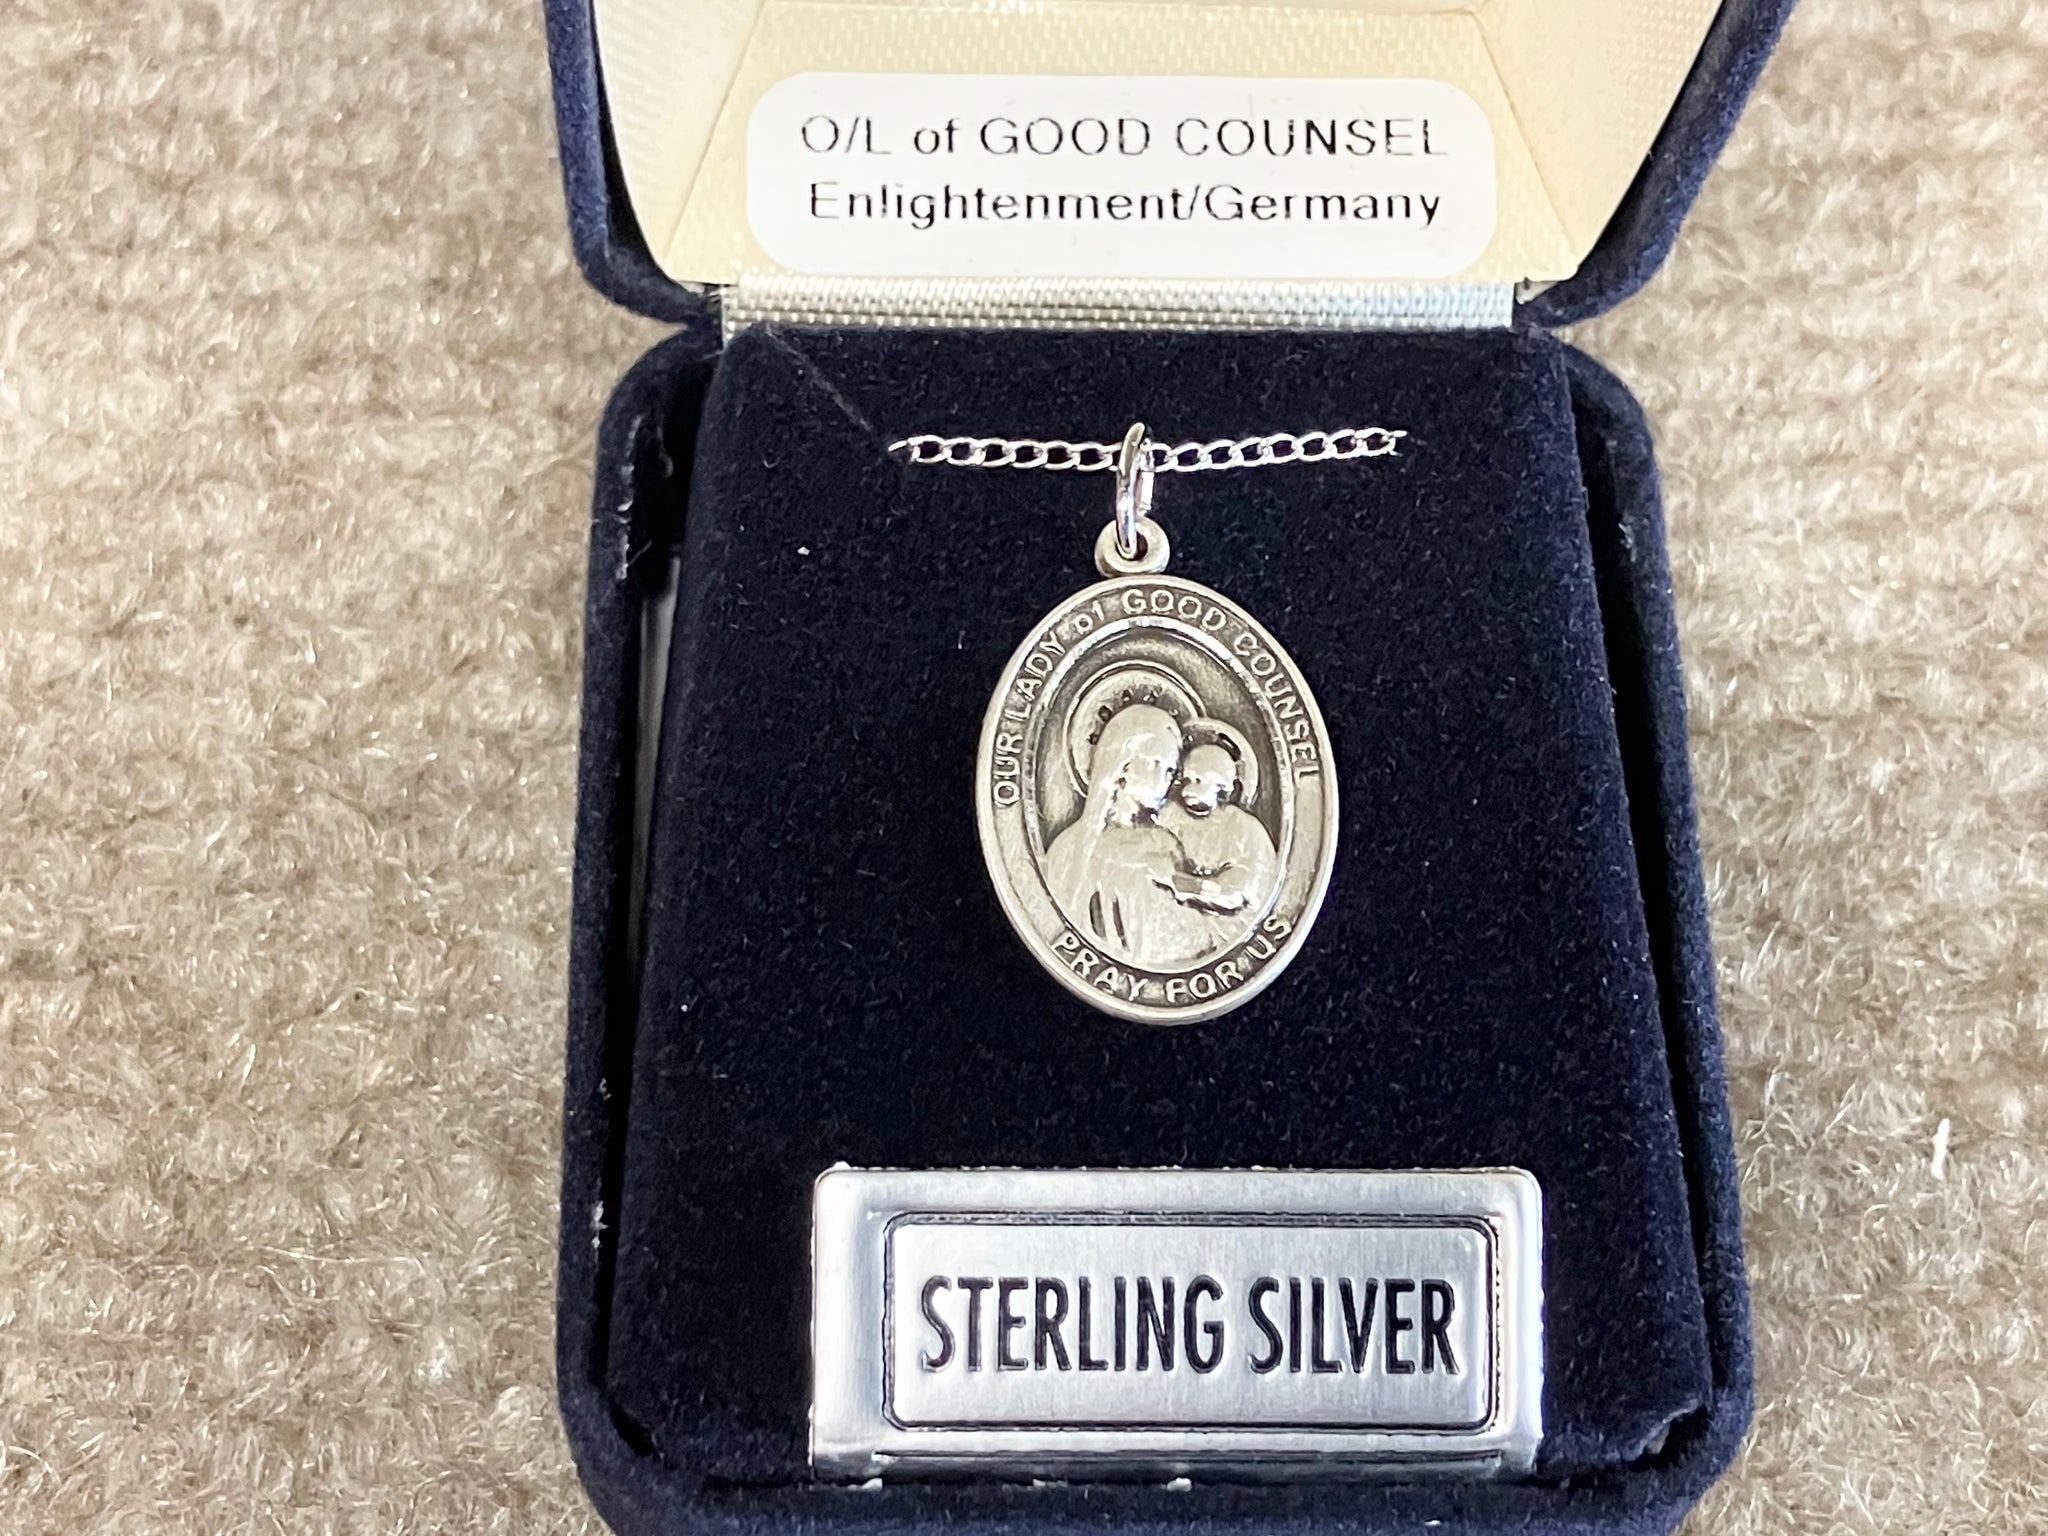 O/L of GOOD COUNSEL
Enlightenment/Germany
OUR LADY of GOOD COUNSEL
PRAY FOR US
STERLING SILVER